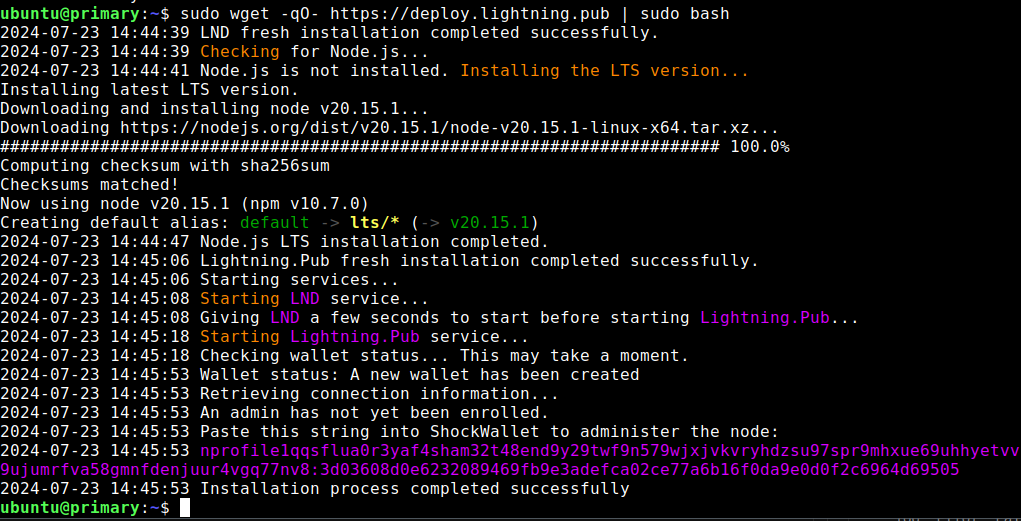 ubuntu@primary:~$ sudo wget -qO- https://deploy.lightning.pub | sudo bash
2024-07-23 14:44:39 LND fresh installation completed successfully.
2024-07-23 14:44:39 Checking for Node.js...
2024-07-23 14:44:41 Node.js is not installed. Installing the LTS version...
Installing latest LTS version.
Downloading and installing node v20.15.1...
Downloading https://nodejs.org/dist/v20.15.1/node-v20.15.1-linux-x64.tar.xz...
######################################################################## 100.0%
Computing checksum with sha256sum
Checksums matched!
Now using node v20.15.1 (npm v10.7.0)
Creating default alias: default -> lts/* (-> v20.15.1)
2024-07-23 14:44:47 Node.js LTS installation completed.
2024-07-23 14:45:06 Lightning.Pub fresh installation completed successfully.
2024-07-23 14:45:06 Starting services...
2024-07-23 14:45:08 Starting LND service...
2024-07-23 14:45:08 Giving LND a few seconds to start before starting Lightning.Pub...
2024-07-23 14:45:18 Starting Lightning.Pub service...
2024-07-23 14:45:18 Checking wallet status... This may take a moment.
2024-07-23 14:45:53 Wallet status: A new wallet has been created
2024-07-23 14:45:53 Retrieving connection information...
2024-07-23 14:45:53 An admin has not yet been enrolled.
2024-07-23 14:45:53 Paste this string into ShockWallet to administer the node:
2024-07-23 14:45:53 nprofile1qqsflua0r3yaf4sham32t48end9y29twf9n579wjxjvkvryhdzsu97spr9mhxue69uhhyetvv
9ujumrfva58gmnfdenjuur4vgq77nv8:3d03608d0e6232089469fb9e3adefca02ce77a6b16f0da9e0d0f2c6964d69505
2024-07-23 14:45:53 Installation process completed successfully
ubuntu@primary:~$